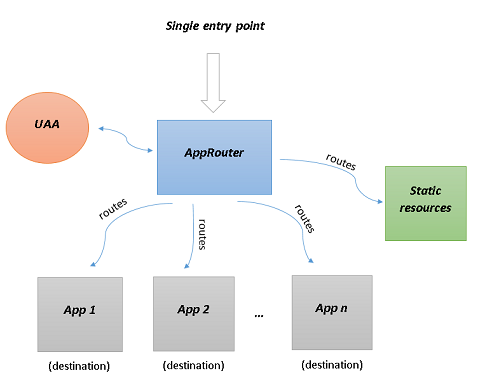 Single entry point
UAA
AppRouter
routes
Static
resources
routes
routes
routes
App 1
App 2
...
App n
(destination)
(destination)
(destination)